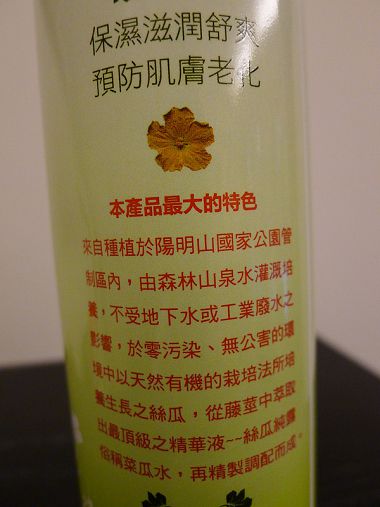 保濕滋潤舒爽
預防肌膚老化
本產品最大的特色
來自種植於陽明山國家公園管
制區內，由森林山泉水灌溉培
養，不受地下水或工業廢水之
影響，於零污染、無公害的環
境中以天然有機的栽培法所培
養生長之絲瓜，從藤莖中萃取
出最頂級之精華液~~絲瓜純露
俗稱菜瓜水，再精製調配而成。